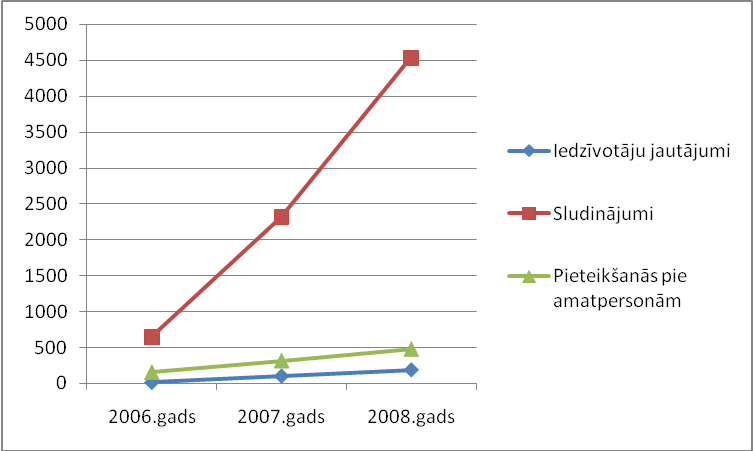 5000
4500
4000
3500
3000
2500
2000
1500
1000
500
0
2006.gads
2007.gads
2008.gads
Iedzīvotāju jautājumi
Sludinājumi
Pieteikšanās pie
amatpersonām